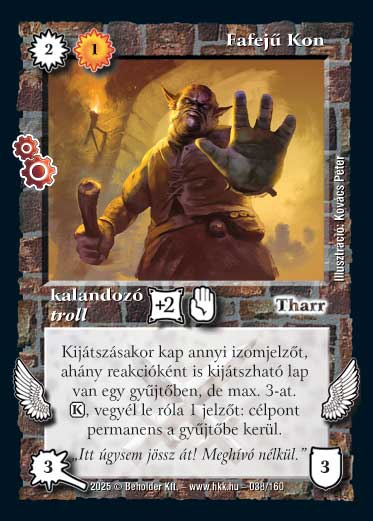 2
1
Fafejű Kon
Illusztráció: Kovács Péter
kalandozó
troll
+2
Tharr
Kijátszásakor kap annyi izomjelzőt,
ahány reakcióként is kijátszható lap
van egy gyűjtőben, de max. 3-at.
K, vegyél le róla 1 jelzőt: célpont
permanens a gyűjtőbe kerül.
„Itt úgysem jössz át! Meghívó nélkül.”
3
3
2025 © Beholder Kft. – www.hkk.hu – 038/160